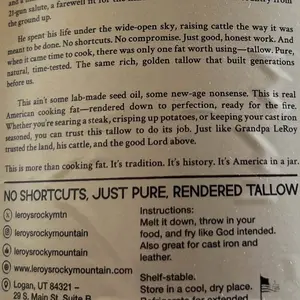 21-gun salute, a farewell fit for
the ground up.
He spent his life under the wide-open sky, raising cattle the way it was
meant to be done. No shortcuts. No compromise. Just good, honest work. And
when it came time to cook, there was only one fat worth using—tallow. Pure,
natural, time-tested. The same rich, golden tallow that built generations
before us.
This ain't some lab-made seed oil, some new-age nonsense. This is real
American cooking fat—rendered down to perfection, ready for the fire.
Whether you're searing a steak, crisping up potatoes, or keeping your cast iron
seasoned, you can trust this tallow to do its job. Just like Grandpa LeRoy
trusted the land, his cattle, and the good Lord above.
This is more than cooking fat. It's tradition. It's history. It's America in a jar.
NO SHORTCUTS, JUST PURE, RENDERED TALLOW
leroysrockymtn
leroysrockymountain
leroysrockymountain
www.leroysrockymountain.com
Logan, UT 84321 –
29 S. Main St. Suite B
Instructions:
Melt it down, throw in your
food, and fry like God intended.
Also great for cast iron and
leather.
Shelf-stable.
Store in a cool, dry place.
Refrigerate for extended